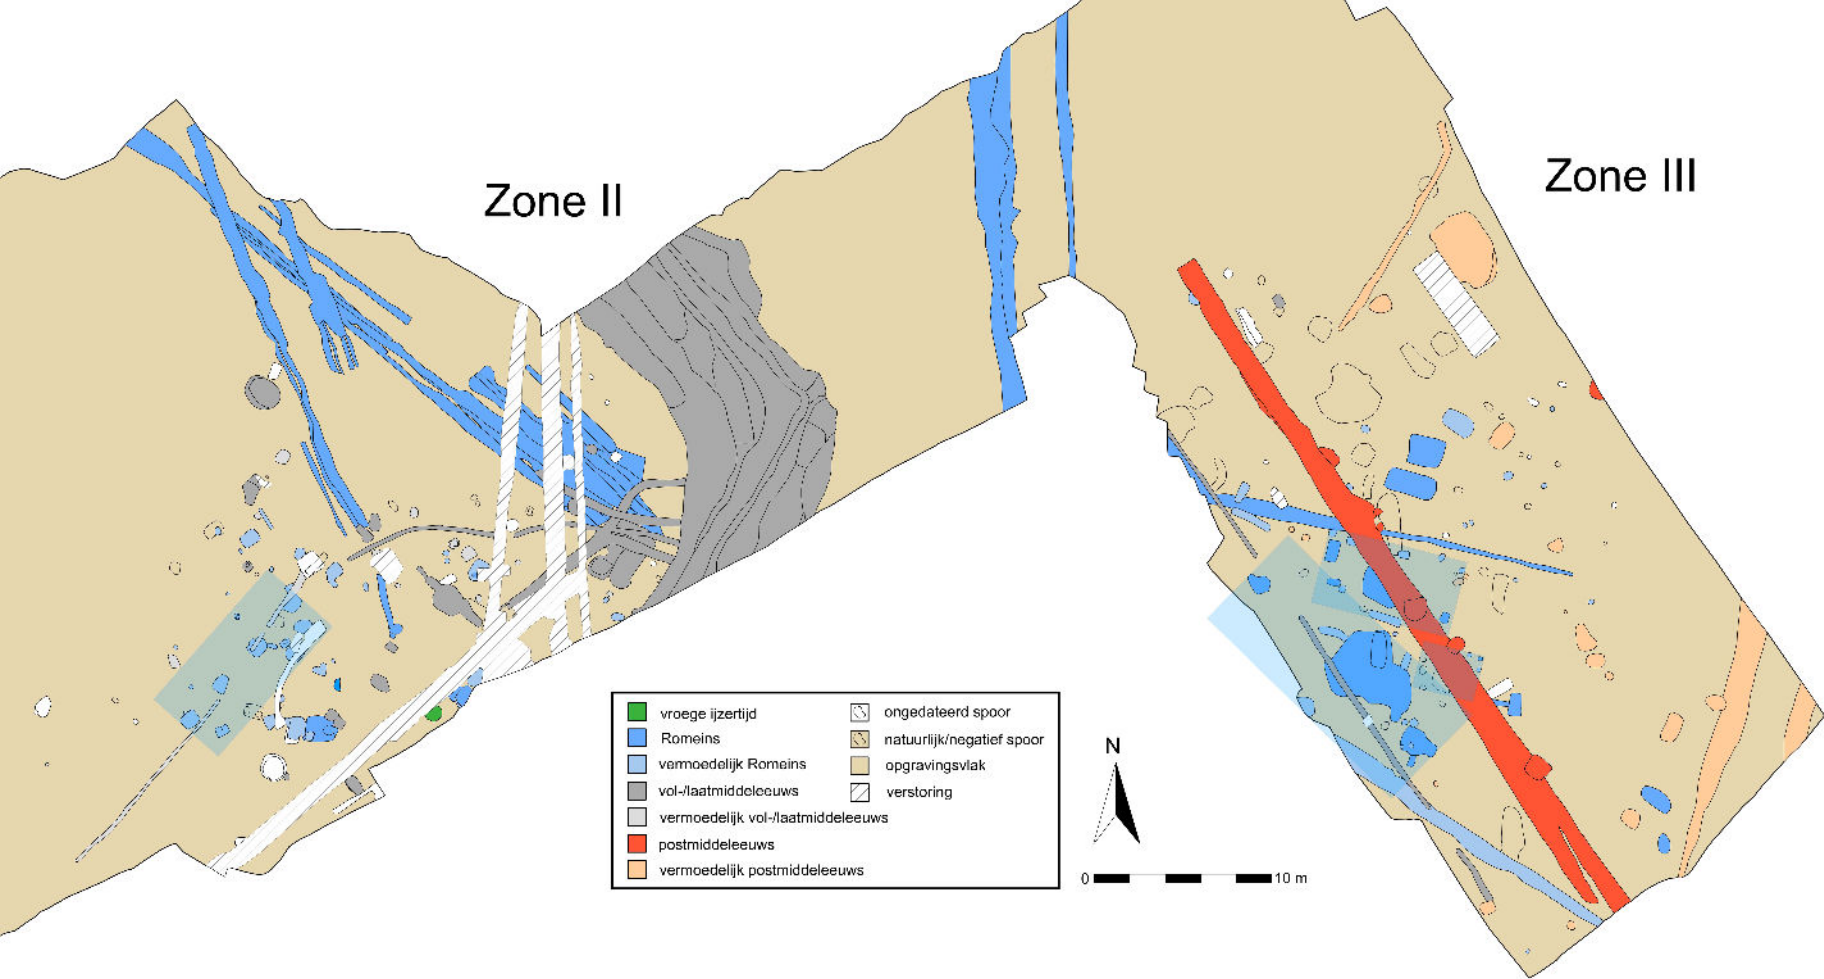 Zone II
Zone III
vroege ijzertijd
Romeins
vermoedelijk Romeins
vol-/laatmiddeleeuws
vermoedelijk vol-/laatmiddeleeuws
postmiddeleeuws
vermoedelijk postmiddeleeuws
ongedateerd spoor
natuurlijk/negatief spoor
opgravingsvlak
verstoring
N
0 10 m